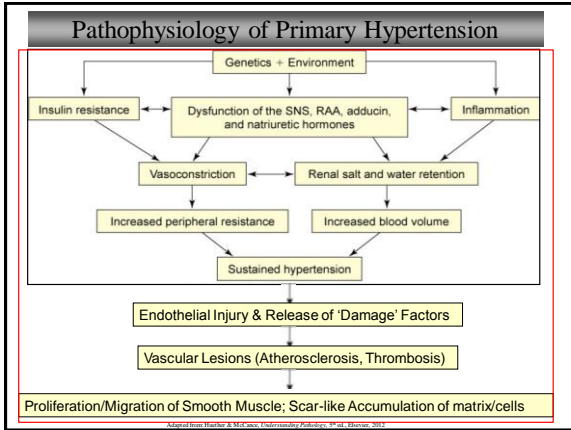 Pathophysiology of Primary Hypertension
Genetics + Environment
Insulin resistance
Dysfunction of the SNS, RAA, adducin,
and natriuretic hormones
Inflammation
Vasoconstriction
Renal salt and water retention
Increased peripheral resistance
Increased blood volume
Sustained hypertension
Endothelial Injury & Release of ‘Damage’ Factors
Vascular Lesions (Atherosclerosis, Thrombosis)
Proliferation/Migration of Smooth Muscle; Scar-like Accumulation of matrix/cells
Adapted from: Huether & McCance, Understanding Pathology, 5th ed., Elsevier, 2012